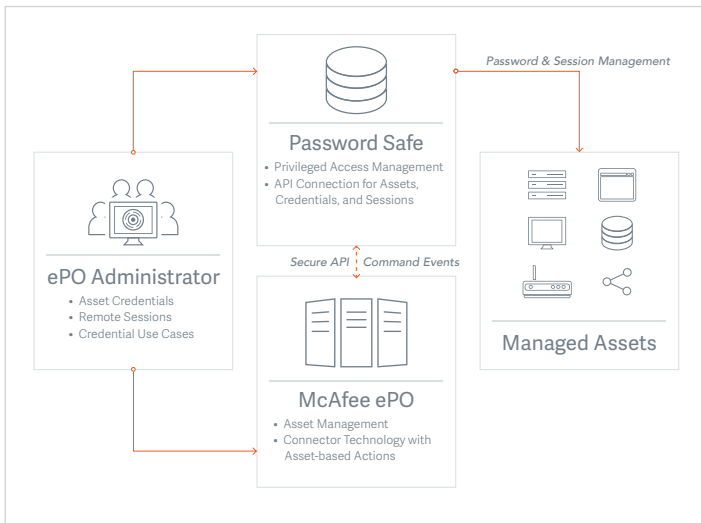 Password & Session Management
Password Safe
• Privileged Access Management
• API Connection for Assets,
Credentials, and Sessions
ePO Administrator
• Asset Credentials
• Remote Sessions
• Credential Use Cases
Secure API
Command Events
McAfee ePO
• Asset Management
• Connector Technology with
Asset-based Actions
Managed Assets